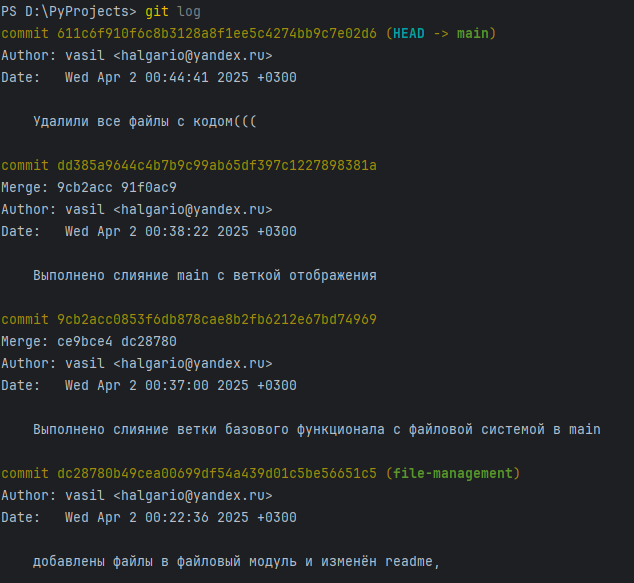 PS D:\PyProjects> git log
commit 611c6f910f6c8b3128a8f1ee5c4274bb9c7e02d6 (HEAD -> main)
Author: vasil <halgario@yandex.ru>
Date:   Wed Apr 2 00:44:41 2025 +0300
    Удалили все файлы с кодом(((
commit dd385a9644c4b7b9c99ab65df397c1227898381a
Merge: 9cb2acc 91f0ac9
Author: vasil <halgario@yandex.ru>
Date:   Wed Apr 2 00:38:22 2025 +0300
    Выполнено слияние main с веткой отображения
commit 9cb2acc0853f6db878cae8b2fb6212e67bd74969
Merge: ce9bce4 dc28780
Author: vasil <halgario@yandex.ru>
Date:   Wed Apr 2 00:37:00 2025 +0300
    Выполнено слияние ветки базового функционала с файловой системой в main
commit dc28780b49cea00699df54a439d01c5be56651c5 (file-management)
Author: vasil <halgario@yandex.ru>
Date:   Wed Apr 2 00:22:36 2025 +0300
    добавлены файлы в файловый модуль и изменён readme,